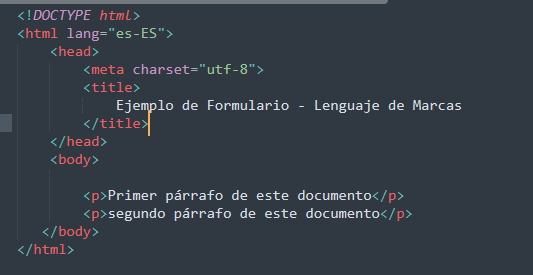 <!DOCTYPE html>
<html lang="es-ES">
<head>
<meta charset="utf-8">
<title>
Ejemplo de Formulario - Lenguaje de Marcas
</title>
</head>
<body>
<p>Primer párrafo de este documento</p>
<p>segundo párrafo de este documento</p>
</body>
</html>